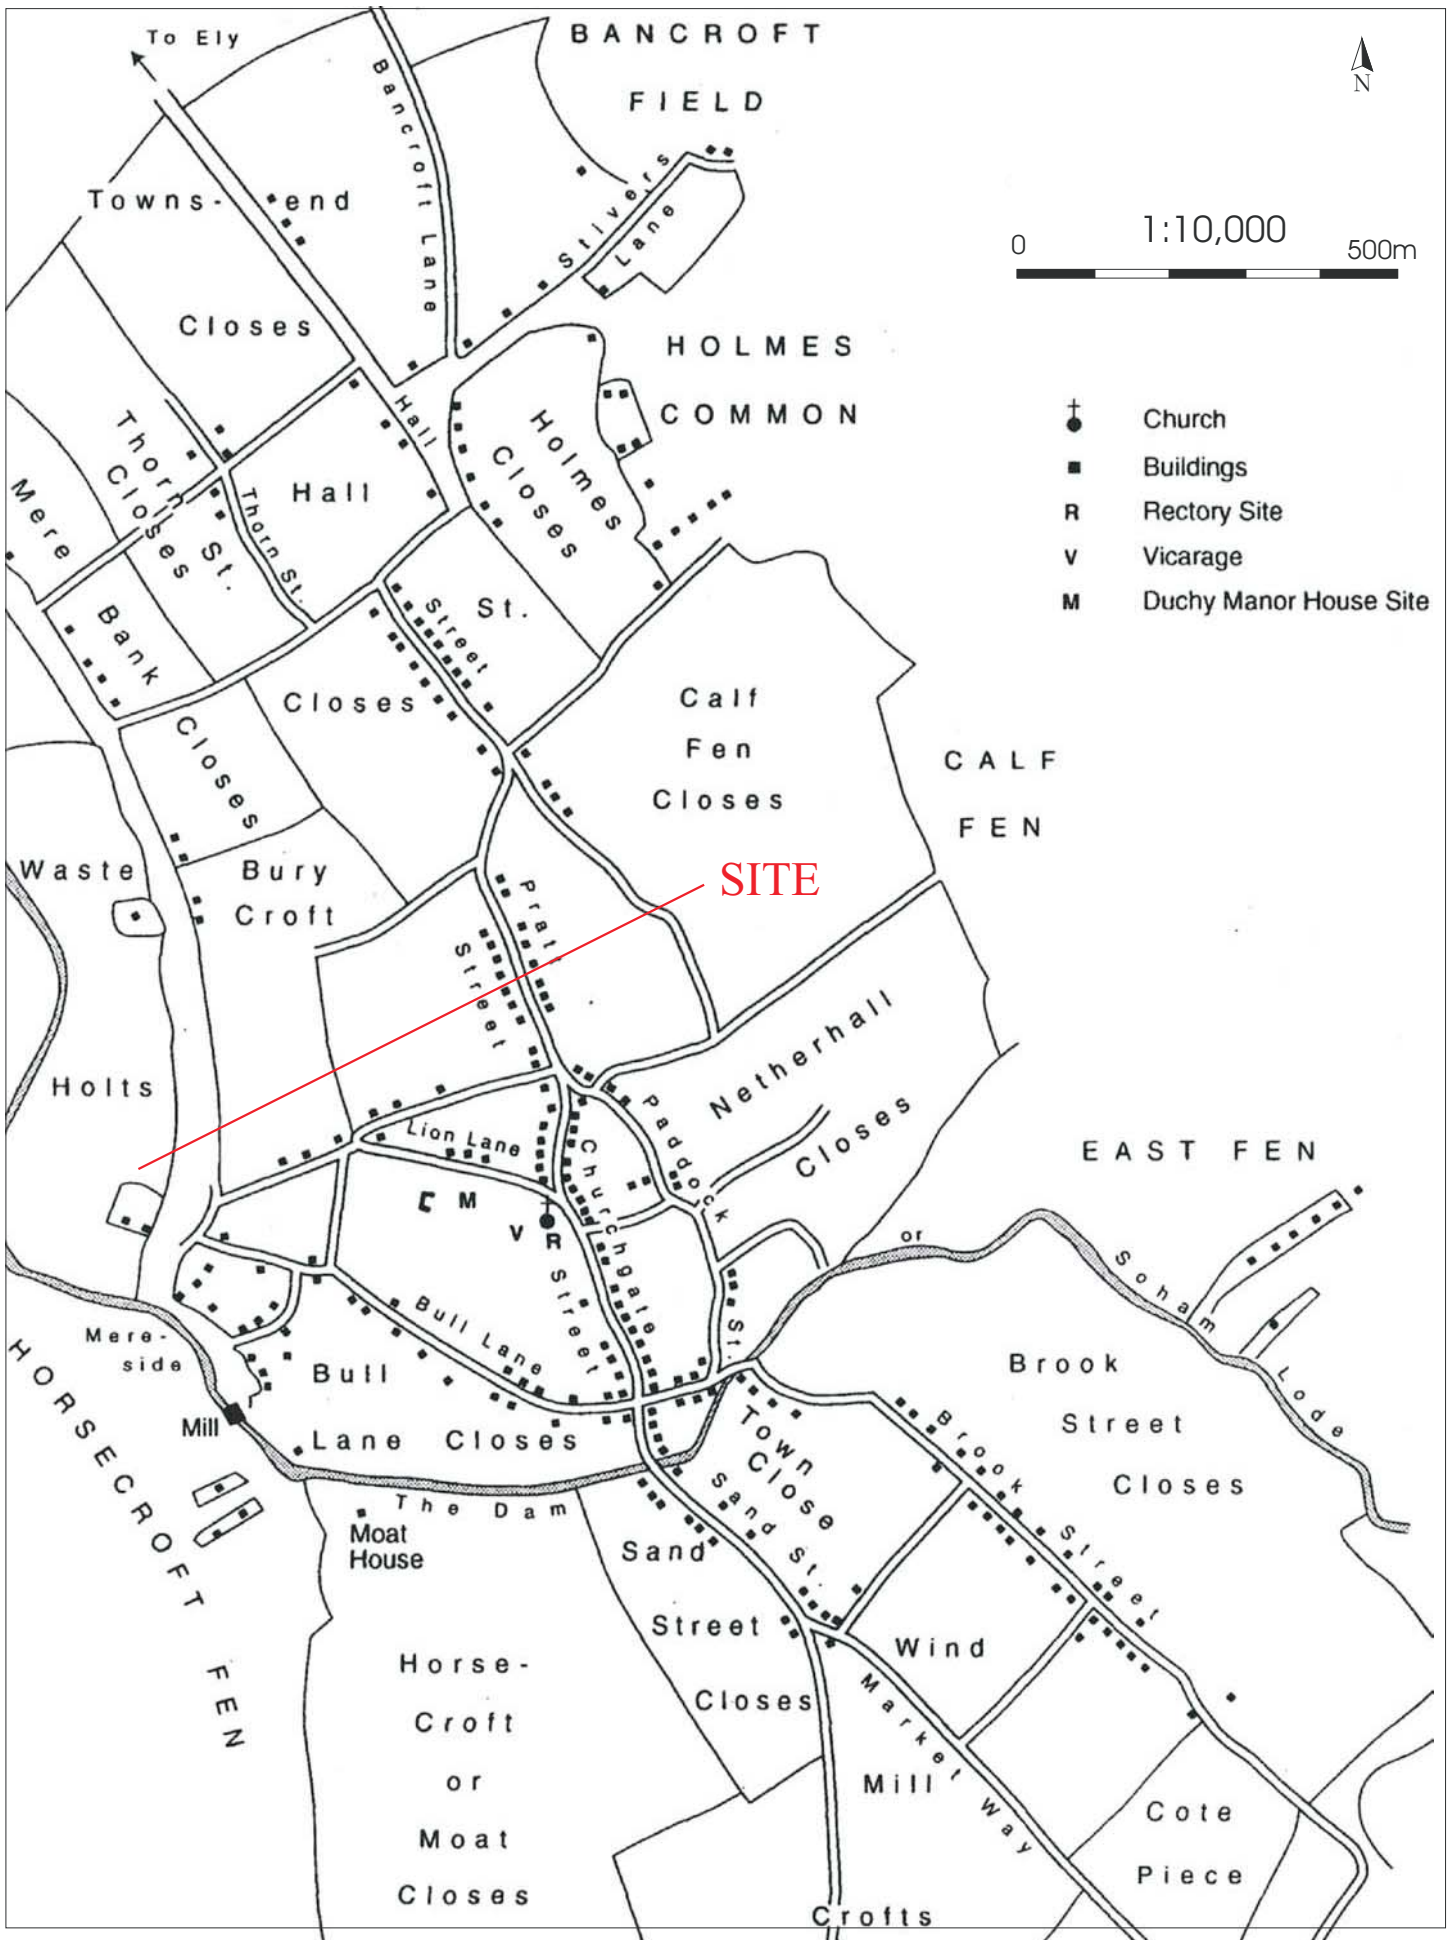 To Ely
BANCROFT
FIELD
N
Bancroft Lane
Towns-end
Stivers
Lane
1:10,000
0
500m
Closes
HOLMES
COMMON
Hall
Holmes
Closes
Church
Buildings
R Rectory Site
V Vicarage
M Duchy Manor House Site
Thorn St.
Closes
Thorn St.
Hall
Mere
Street
St.
Bank
Closes
Closes
Calf
Fen
Closes
CALF
FEN
Waste
Bury
Croft
SITE
Pratt
Street
Netherhall
Closes
Holts
Paddock
St.
Lion Lane
Churchgate
Street
EAST FEN
M
V
R
or
Soham
Lode
Mere-
side
Bull Lane
Bull
Lane Closes
Brook
Street
Closes
HORSECROFT
FEN
Mill
The Dam
Moat
House
Town
Close
Sand St.
Brook Street
Sand
Street
Closes
Wind
Mill
Crofts
Market Way
Horse-
Croft
or
Moat
Closes
Cote
Piece